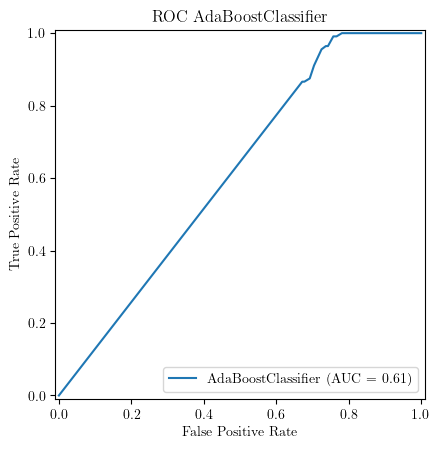 ROC AdaBoostClassifier
1.0
0.8
0.6
0.4
0.2
0.0
True Positive Rate
AdaBoostClassifier (AUC = 0.61)
0.0 0.2 0.4 0.6 0.8 1.0
False Positive Rate